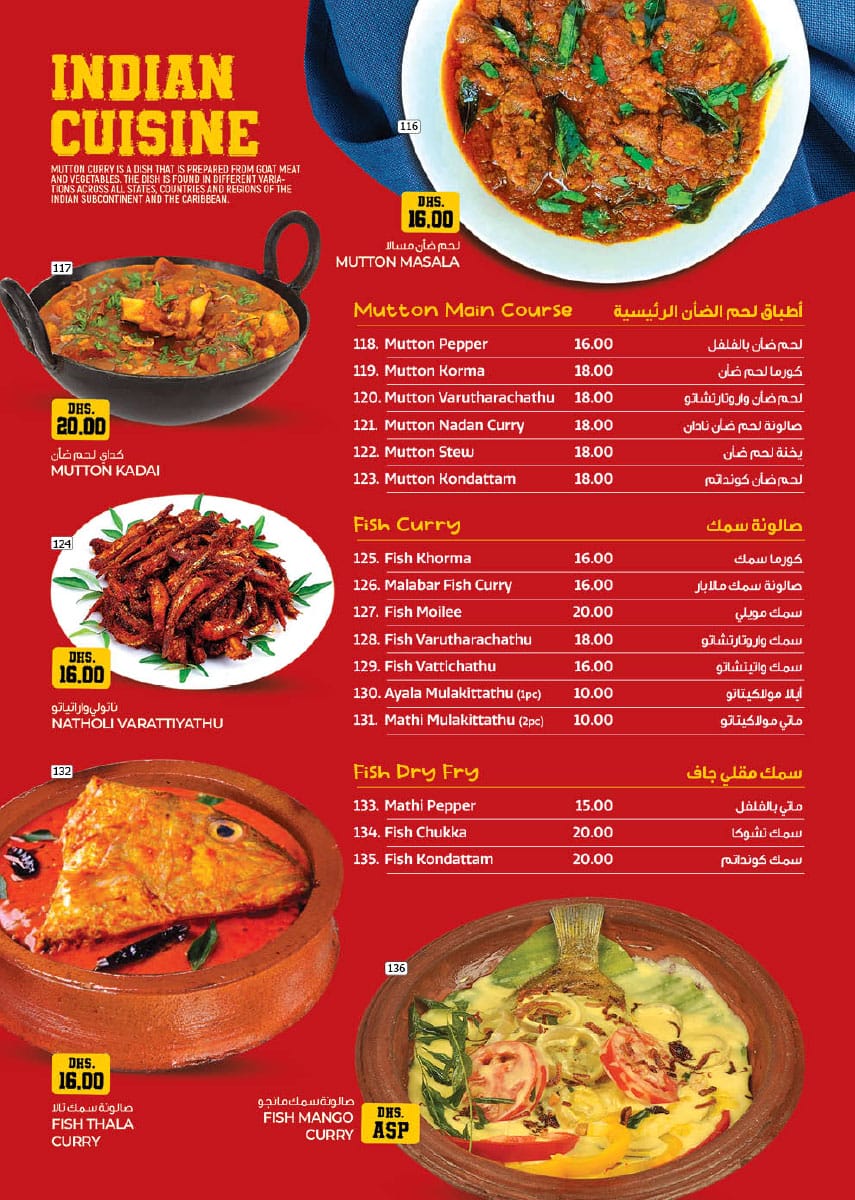 INDIAN
CUISINE
MUTTON CURRY IS A DISH THAT IS PREPARED FROM GOAT MEAT
AND VEGETABLES. THE DISH IS FOUND IN DIFFERENT VARIA-
TIONS ACROSS ALL STATES, COUNTRIES AND REGIONS OF THE
INDIAN SUBCONTINENT AND THE CARIBBEAN.
116
DHS.
16.00
لحم ضأن مسالا
MUTTON MASALA
117
DHS.
20.00
كداي لحم ضأن
MUTTON KADAI
Mutton Main Course أطباق لحم الضأن الرئيسية
118. Mutton Pepper 16.00 لحم ضأن بالفلفل
119. Mutton Korma 18.00 كورما لحم ضأن
120. Mutton Varutharachathu 18.00 لحم ضأن واروتارتشاتو
121. Mutton Nadan Curry 18.00 صالونة لحم ضأن نادان
122. Mutton Stew 18.00 يخنة لحم ضأن
123. Mutton Kondattam 18.00 لحم ضأن كونداتم
124
DHS.
16.00
ناتولي واراتياتو
NATHOLI VARATTIYATHU
Fish Curry صالونة سمك
125. Fish Khorma 16.00 كورما سمك
126. Malabar Fish Curry 16.00 صالونة سمك مالابار
127. Fish Moilee 20.00 سمك مويلي
128. Fish Varutharachathu 18.00 سمك واروتارتشاتو
129. Fish Vattichathu 16.00 سمك واتيتشاتو
130. Ayala Mulakittathu (1pc) 10.00 أيالا مولاكيتاتو
131. Mathi Mulakittathu (2pc) 10.00 ماتي مولاكيتاتو
Fish Dry Fry سمك مقلي جاف
133. Mathi Pepper 15.00 ماتي بالفلفل
134. Fish Chukka 20.00 سمك تشوكا
135. Fish Kondattam 20.00 سمك كونداتم
132
DHS.
16.00
صالونة سمك تالا
FISH THALA
CURRY
136
صالونة سمك مانجو
FISH MANGO
CURRY
DHS.
ASP